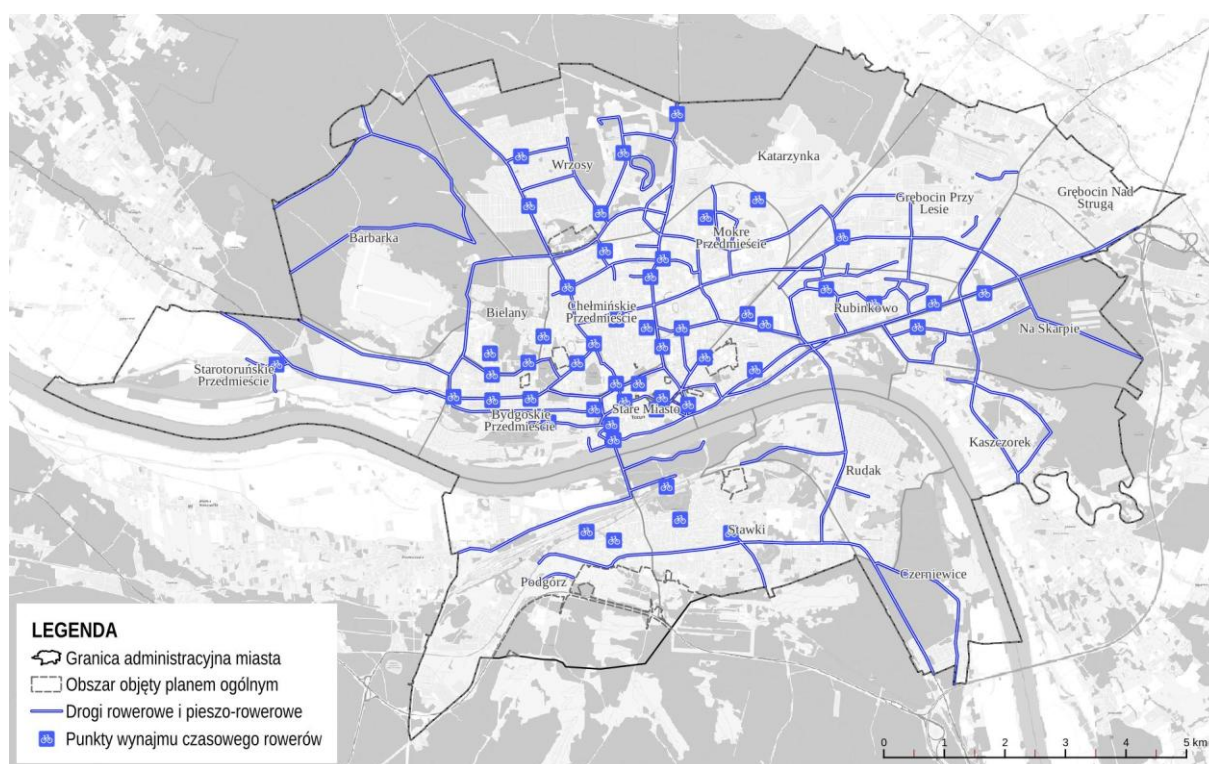 Katarzynka
Wrzosy
Grębocin Przy
Lesie
Grębocin Nad
Strugą
Barbarka
Mokre
Przedmieście
Bielany
Chełmińskie
Przedmieście
Rubinkowo
Na Skarpie
Starotoruńskie
Przedmieście
Bydgoskie
Przedmieście
Stare Miasto
Kaszczorek
Rudak
Stawki
Podgórz
Czerniewice
LEGENDA
Granica administracyjna miasta
Obszar objęty planem ogólnym
Drogi rowerowe i pieszo-rowerowe
Punkty wynajmu czasowego rowerów
0 1 2 3 4 5 km